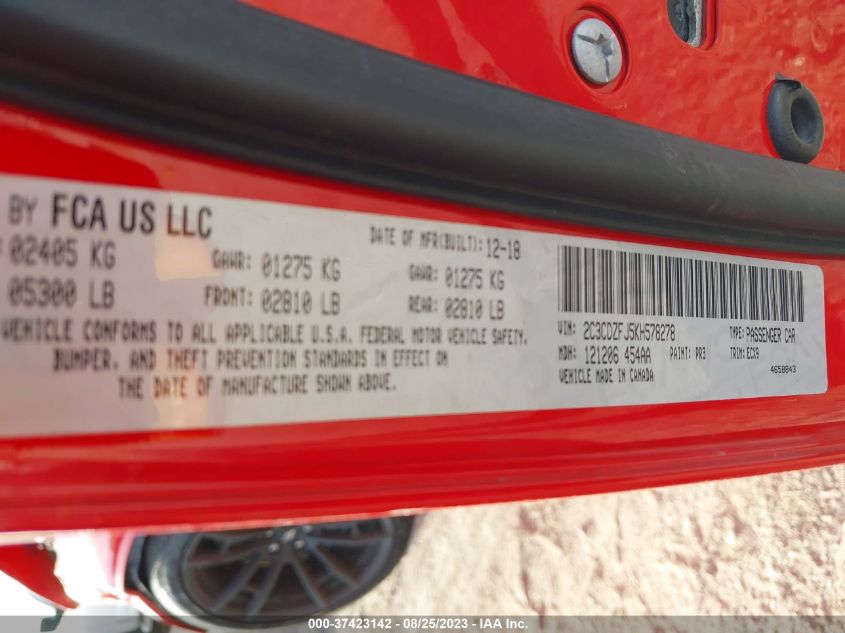 BY FCA US LLC
DATE OF MFR(BUILT): 12-18
02405 KG GAWR: 01275 KG GAWR: 01275 KG
05300 LB FRONT: 02810 LB REAR: 02810 LB
VEHICLE CONFORMS TO ALL APPLICABLE U.S.A. FEDERAL MOTOR VEHICLE SAFETY,
BUMPER, AND THEFT PREVENTION STANDARDS IN EFFECT ON
THE DATE OF MANUFACTURE SHOWN ABOVE.
VIN: 2C3CDZFJ5KH578278 TYPE: PASSENGER CAR
MDH: 121206 454AA PAINT: PR3 TRIM: ECX9
VEHICLE MADE IN CANADA 4658843
000-37423142 - 08/25/2023 - IAA Inc.